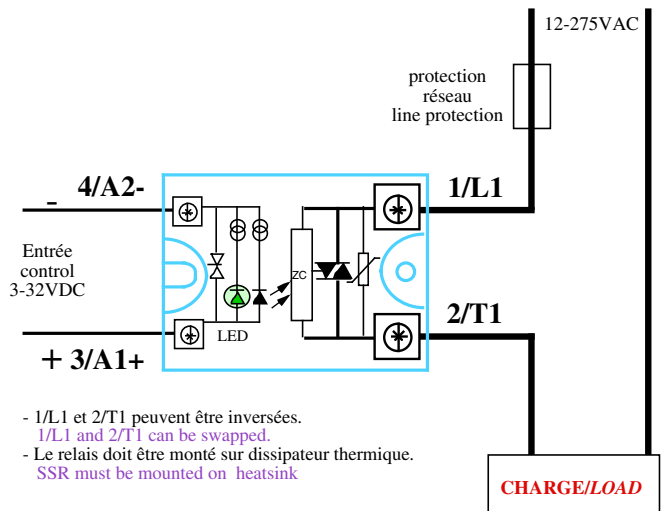 12-275VAC
protection
réseau
line protection
4/A2-
1/L1
-
Entrée
control
3-32VDC
ZC
LED
2/T1
+ 3/A1+
- 1/L1 et 2/T1 peuvent être inversées.
1/L1 and 2/T1 can be swapped.
- Le relais doit être monté sur dissipateur thermique.
SSR must be mounted on heatsink
CHARGE/LOAD